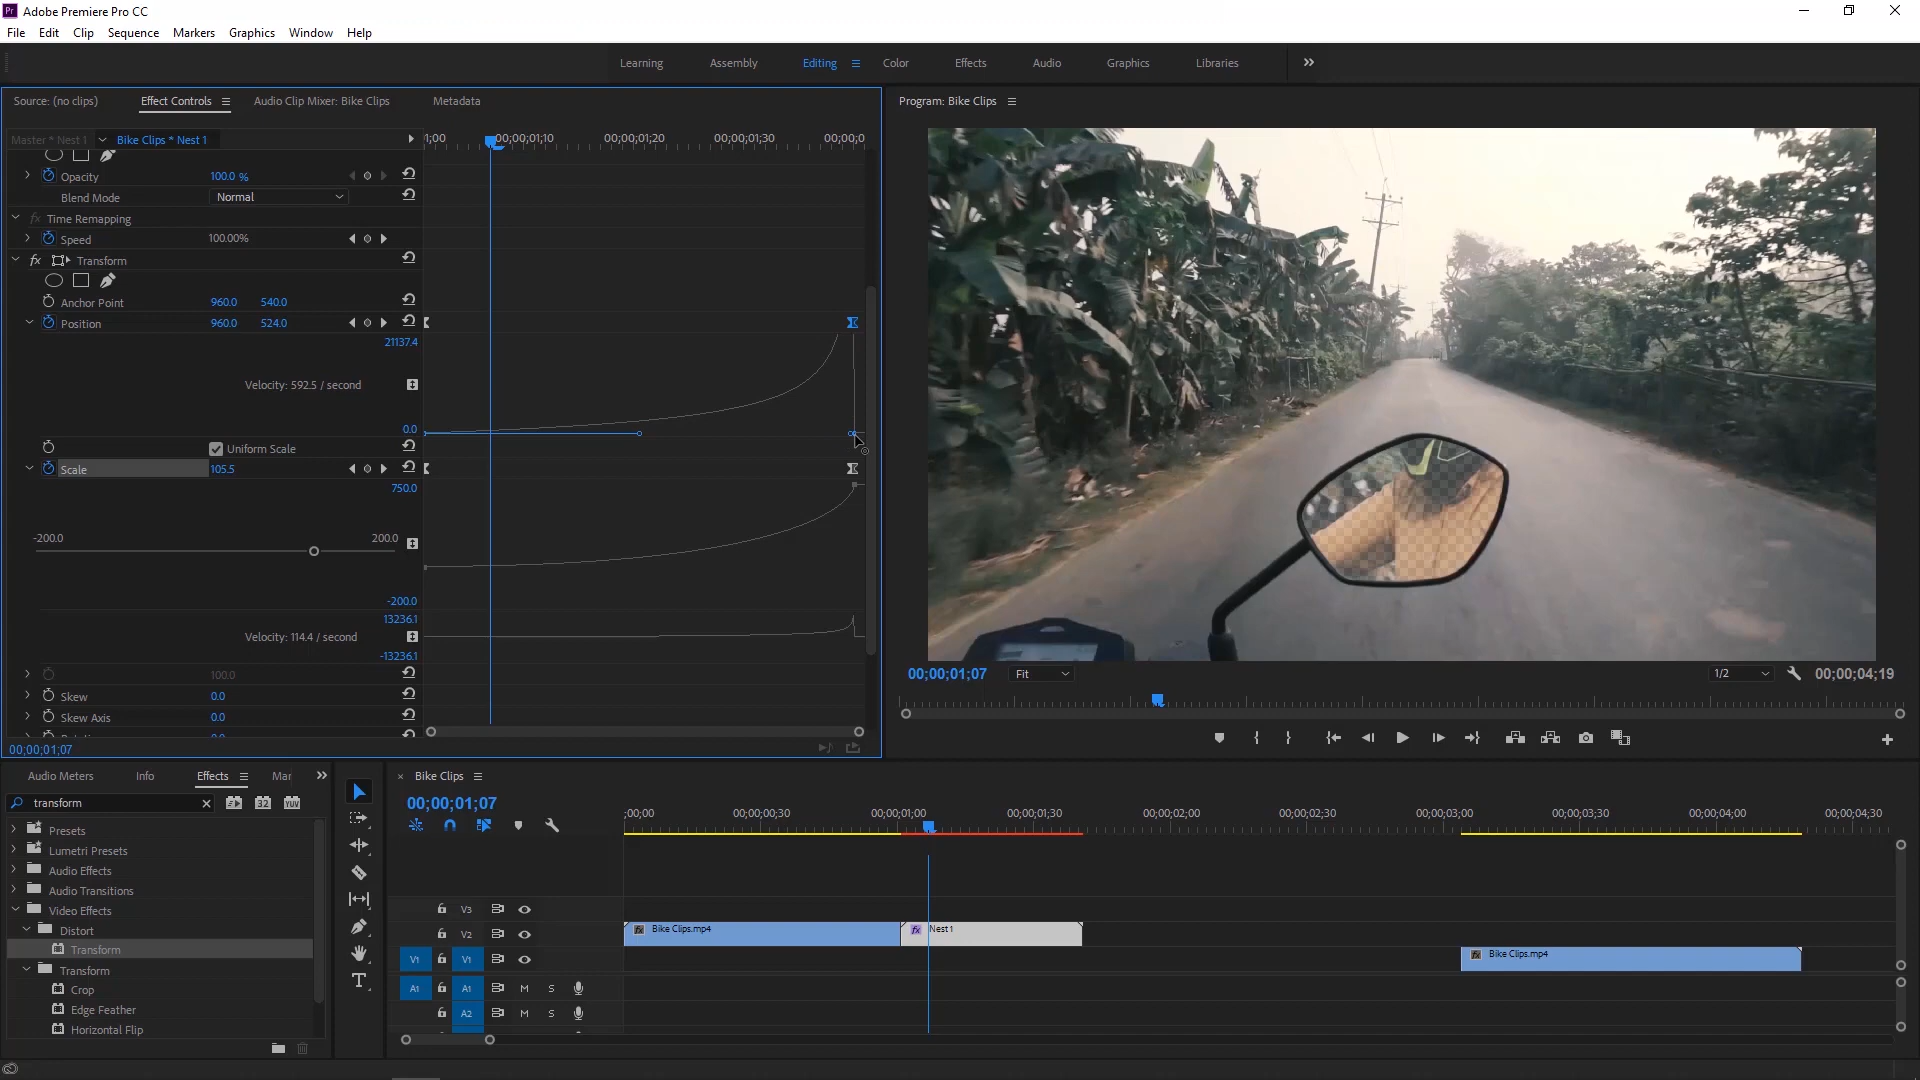 Pr Adobe Premiere Pro CC
File Edit Clip Sequence Markers Graphics Window Help
Learning Assembly Editing Color Effects Audio Graphics Libraries
Source: (no clips) Effect Controls Audio Clip Mixer: Bike Clips Metadata
Master * Nest 1 Bike Clips * Nest 1
1;00 00;00;01;10 00;00;01;20 00;00;01;30 00;00;0
Opacity 100.0 %
Blend Mode Normal
fx Time Remapping
Speed 100.00%
fx Transform
Anchor Point 960.0 540.0
Position 960.0 524.0
21137.4
Velocity: 592.5 / second
0.0
Uniform Scale
Scale 105.5
750.0
-200.0 200.0
-200.0
13236.1
Velocity: 114.4 / second
-13236.1
100.0
Skew 0.0
Skew Axis 0.0
00;00;01;07
Program: Bike Clips
00;00;01;07 Fit 1/2 00;00;04;19
Audio Meters Info Effects Mar
transform 32 YUV
Presets
Lumetri Presets
Audio Effects
Audio Transitions
Video Effects
Distort
Transform
Transform
Crop
Edge Feather
Horizontal Flip
T
× Bike Clips
00;00;01;07
;00;00 00;00;00;30 00;00;01;00 00;00;01;30 00;00;02;00 00;00;02;30 00;00;03;00 00;00;03;30 00;00;04;00 00;00;04;30
V3
V2 fx Bike Clips.mp4 fx Nest 1
V1 V1 fx Bike Clips.mp4
A1 A1 M S
A2 M S